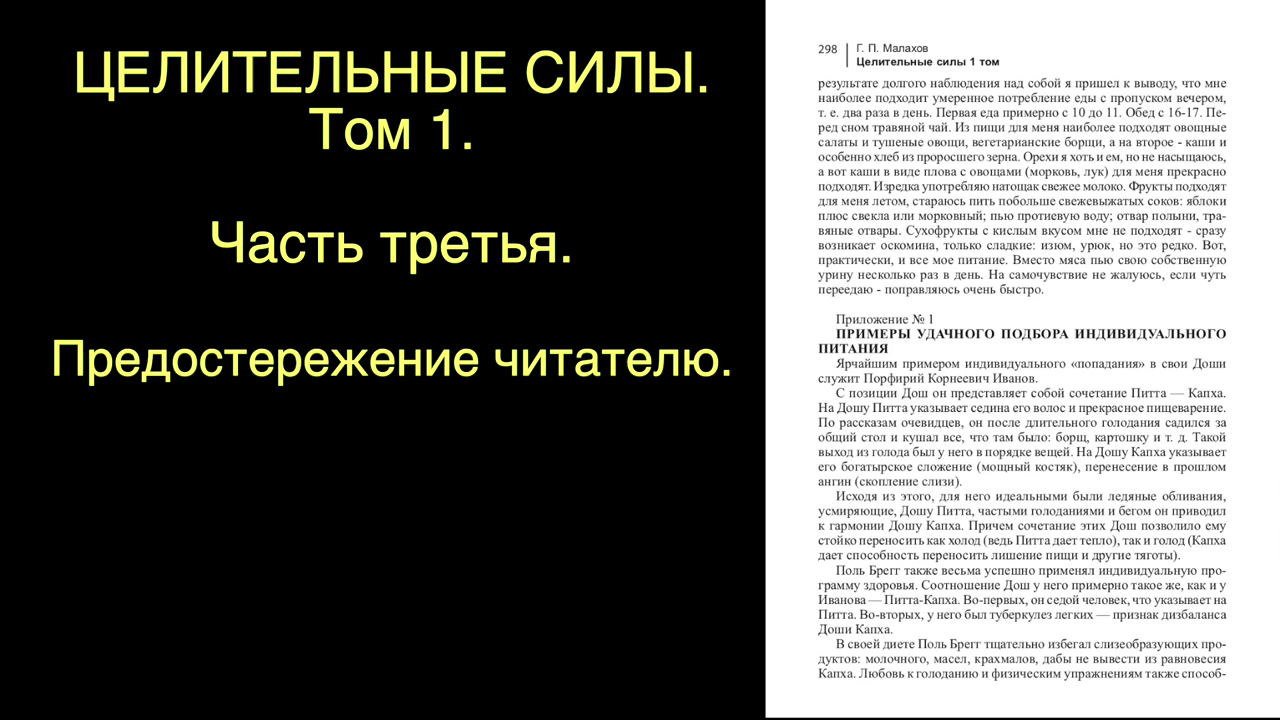 ЦЕЛИТЕЛЬНЫЕ СИЛЫ.
Том 1.
Часть третья.
Предостережение читателю.
298
Г. П. Малахов
Целительные силы 1 том
результате долгого наблюдения над собой я пришел к выводу, что мне
наиболее подходит умеренное потребление еды с пропуском вечером,
т. е. два раза в день. Первая еда примерно с 10 до 11. Обед с 16-17. Пе-
ред сном травяной чай. Из пищи для меня наиболее подходят овощные
салаты и тушеные овощи, вегетарианские борщи, а на второе - каши и
особенно хлеб из проросшего зерна. Орехи я хоть и ем, но не насыщаюсь,
а вот каши в виде плова с овощами (морковь, лук) для меня прекрасно
подходят. Изредка употребляю натощак свежее молоко. Фрукты подходят
для меня летом, стараюсь пить побольше свежевыжатых соков: яблоки
плюс свекла или морковный; пью протиевую воду; отвар полыни, тра-
вяные отвары. Сухофрукты с кислым вкусом мне не подходят - сразу
возникает оскомина, только сладкие: изюм, урюк, но это редко. Вот,
практически, и все мое питание. Вместо мяса пью свою собственную
урину несколько раз в день. На самочувствие не жалуюсь, если чуть
переедаю - поправляюсь очень быстро.
Приложение № 1
ПРИМЕРЫ УДАЧНОГО ПОДБОРА ИНДИВИДУАЛЬНОГО
ПИТАНИЯ
Ярчайшим примером индивидуального «попадания» в свои Доши
служит Порфирий Корнеевич Иванов.
С позиции Дош он представляет собой сочетание Питта — Капха.
На Дошу Питта указывает седина его волос и прекрасное пищеварение.
По рассказам очевидцев, он после длительного голодания садился за
общий стол и кушал все, что там было: борщ, картошку и т. д. Такой
выход из голода был у него в порядке вещей. На Дошу Капха указывает
его богатырское сложение (мощный костяк), перенесение в прошлом
ангин (скопление слизи).
Исходя из этого, для него идеальными были ледяные обливания,
усмиряющие, Дошу Питта, частыми голоданиями и бегом он приводил
к гармонии Дошу Капха. Причем сочетание этих Дош позволило ему
стойко переносить как холод (ведь Питта дает тепло), так и голод (Капха
дает способность переносить лишение пищи и другие тяготы).
Поль Брегг также весьма успешно применял индивидуальную про-
грамму здоровья. Соотношение Дош у него примерно такое же, как и у
Иванова — Питта-Капха. Во-первых, он седой человек, что указывает на
Питта. Во-вторых, у него был туберкулез легких — признак дизбаланса
Доши Капха.
В своей диете Поль Брегг тщательно избегал слизеобразующих про-
дуктов: молочного, масел, крахмалов, дабы не вывести из равновесия
Капха. Любовь к голоданию и физическим упражнениям также способ-